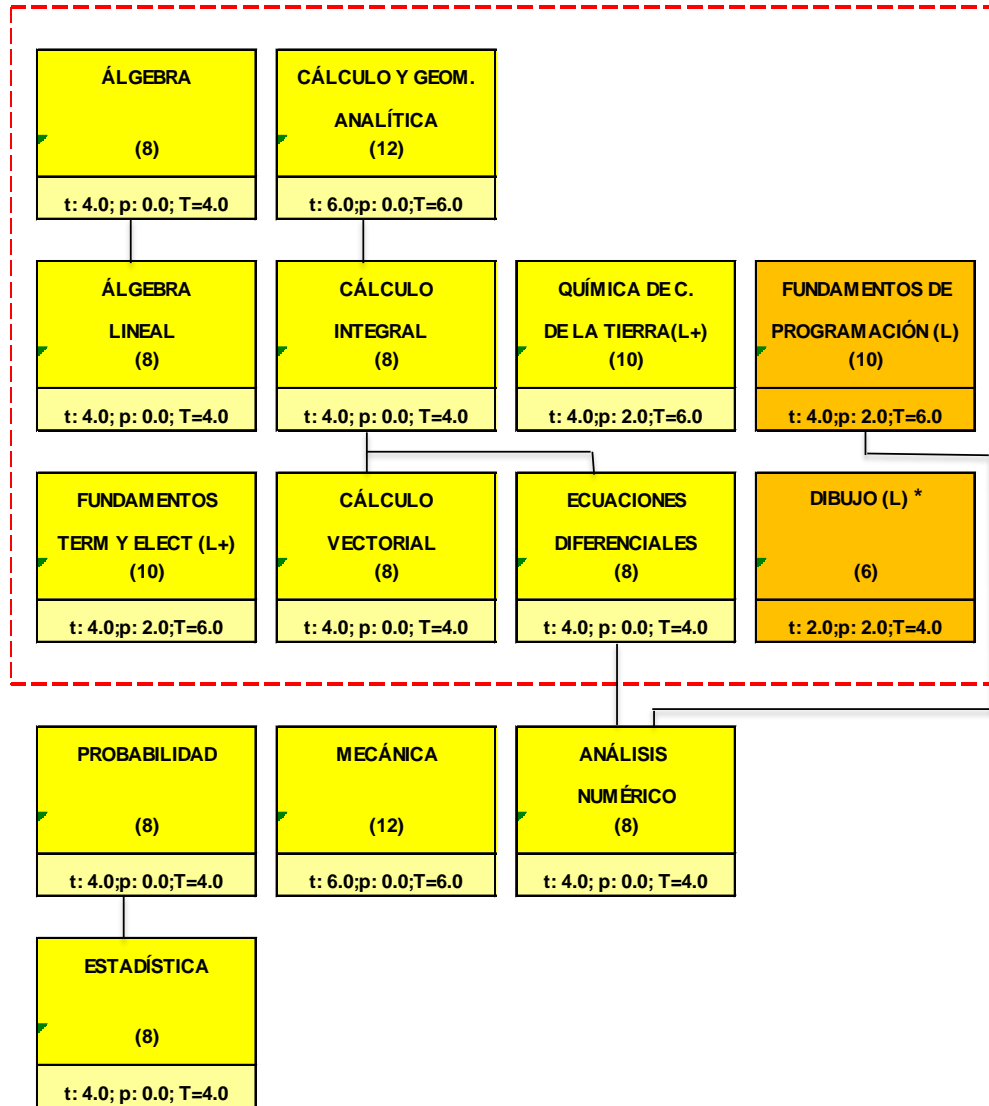 ÁLGEBRA
(8)
t: 4.0; p: 0.0; T=4.0
CÁLCULO Y GEOM.
ANALÍTICA
(12)
t: 6.0;p: 0.0;T=6.0
ÁLGEBRA
LINEAL
(8)
t: 4.0; p: 0.0; T=4.0
CÁLCULO
INTEGRAL
(8)
t: 4.0; p: 0.0; T=4.0
QUÍMICA DE C.
DE LA TIERRA(L+)
(10)
t: 4.0;p: 2.0;T=6.0
FUNDAMENTOS DE
PROGRAMACIÓN (L)
(10)
t: 4.0;p: 2.0;T=6.0
FUNDAMENTOS
TERM Y ELECT (L+)
(10)
t: 4.0;p: 2.0;T=6.0
CÁLCULO
VECTORIAL
(8)
t: 4.0; p: 0.0; T=4.0
ECUACIONES
DIFERENCIALES
(8)
t: 4.0; p: 0.0; T=4.0
DIBUJO (L) *
(6)
t: 2.0;p: 2.0;T=4.0
PROBABILIDAD
(8)
t: 4.0;p: 0.0;T=4.0
MECÁNICA
(12)
t: 6.0;p: 0.0;T=6.0
ANÁLISIS
NUMÉRICO
(8)
t: 4.0; p: 0.0; T=4.0
ESTADÍSTICA
(8)
t: 4.0; p: 0.0; T=4.0